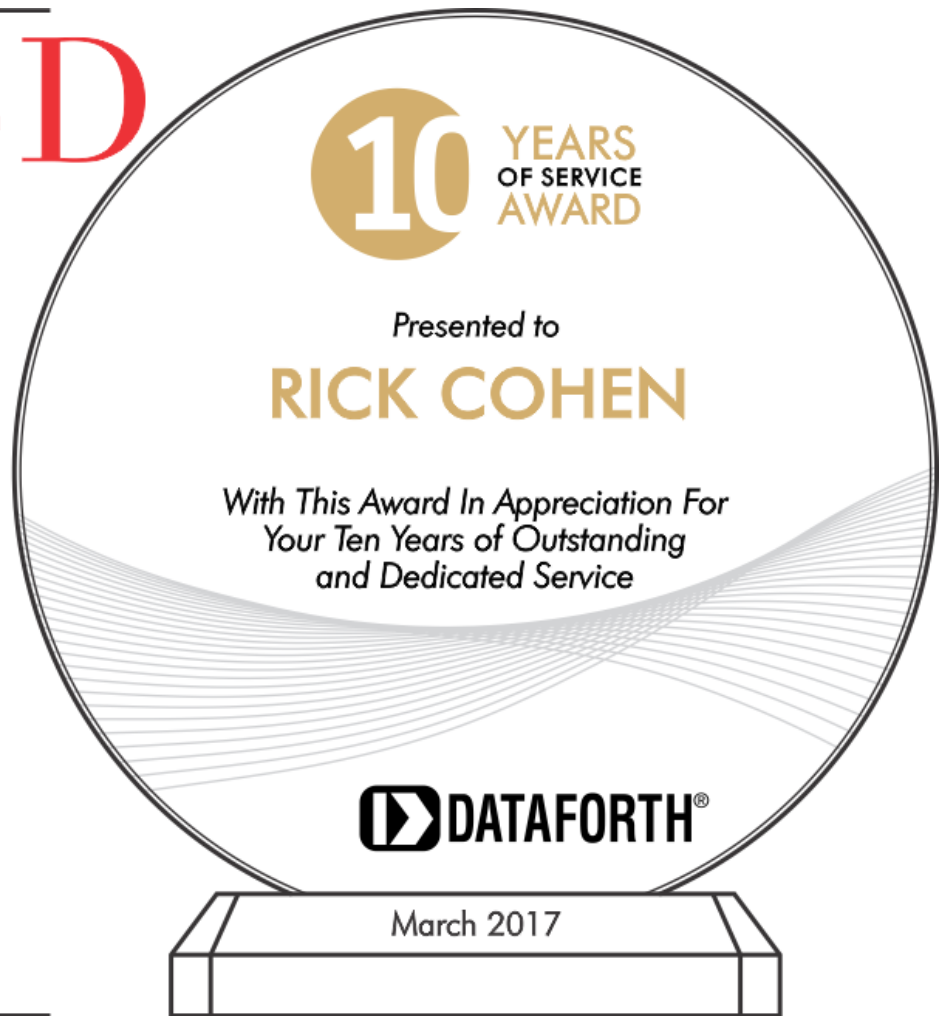 D
10
YEARS
OF SERVICE
AWARD
Presented to
RICK COHEN
With This Award In Appreciation For
Your Ten Years of Outstanding
and Dedicated Service
DATAFORTH®
March 2017